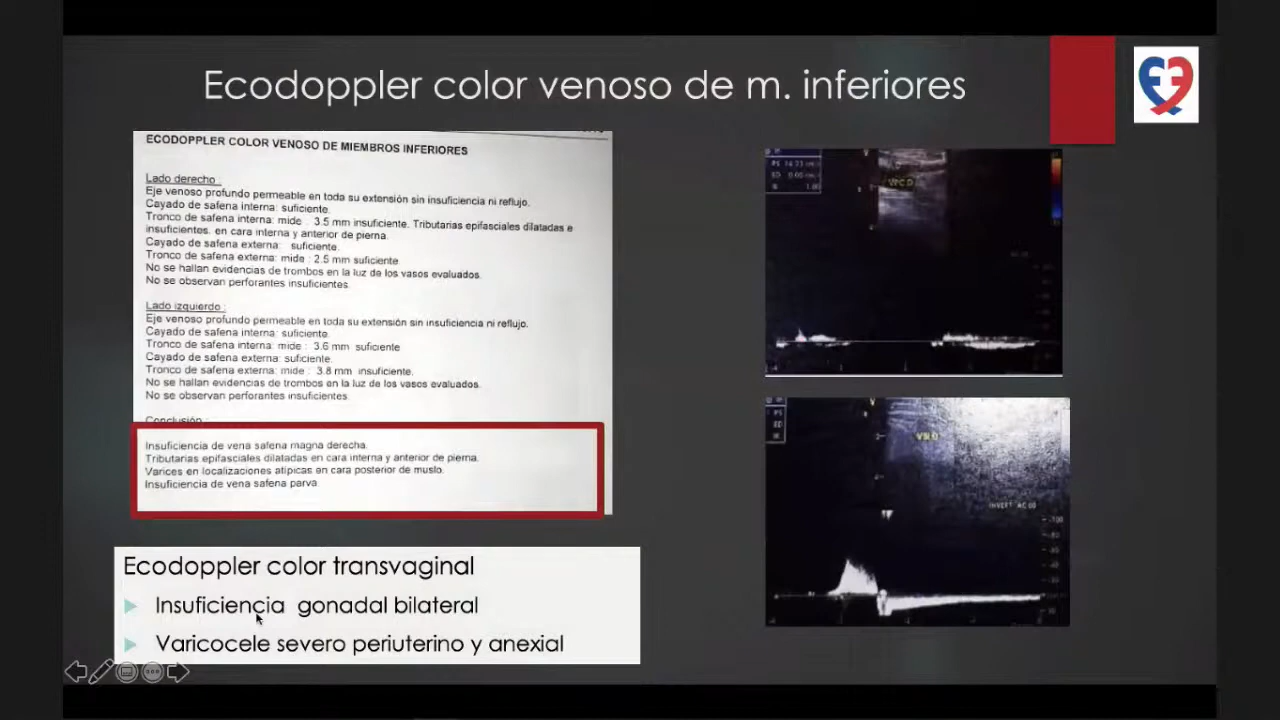 Ecodoppler color venoso de m. inferiores
ECODOPPLER COLOR VENOSO DE MIEMBROS INFERIORES
Lado derecho :
Eje venoso profundo permeable en toda su extensión sin insuficiencia ni reflujo.
Cayado de safena interna: suficiente.
Tronco de safena interna: mide : 3.5 mm insuficiente. Tributarias epifasciales dilatadas e
insuficientes. en cara interna y anterior de pierna.
Cayado de safena externa: suficiente.
Tronco de safena externa: mide : 2.5 mm suficiente.
No se hallan evidencias de trombos en la luz de los vasos evaluados.
No se observan perforantes insuficientes.
Lado izquierdo :
Eje venoso profundo permeable en toda su extensión sin insuficiencia ni reflujo.
Cayado de safena interna: suficiente.
Tronco de safena interna: mide : 3.6 mm suficiente
Cayado de safena externa: suficiente.
Tronco de safena externa: mide : 3.8 mm insuficiente.
No se hallan evidencias de trombos en la luz de los vasos evaluados.
No se observan perforantes insuficientes.
Conclusión :
Insuficiencia de vena safena magna derecha.
Tributarias epifasciales dilatadas en cara interna y anterior de pierna.
Varices en localizaciones atípicas en cara posterior de muslo.
Insuficiencia de vena safena parva.
Ecodoppler color transvaginal
Insuficiencia gonadal bilateral
Varicocele severo periuterino y anexial
INVERT AC 60